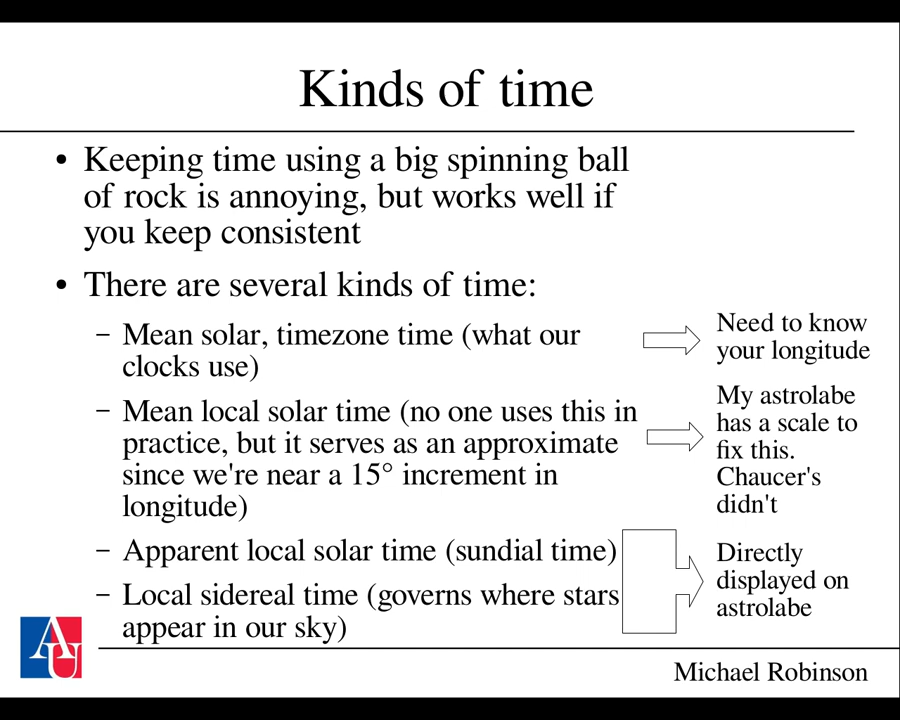 Kinds of time
• Keeping time using a big spinning ball
of rock is annoying, but works well if
you keep consistent
• There are several kinds of time:
– Mean solar, timezone time (what our
clocks use)
Need to know
your longitude
– Mean local solar time (no one uses this in
practice, but it serves as an approximate
since we're near a 15° increment in
longitude)
My astrolabe
has a scale to
fix this.
Chaucer's
didn't
– Apparent local solar time (sundial time)
– Local sidereal time (governs where stars
appear in our sky)
Directly
displayed on
astrolabe
AU
Michael Robinson